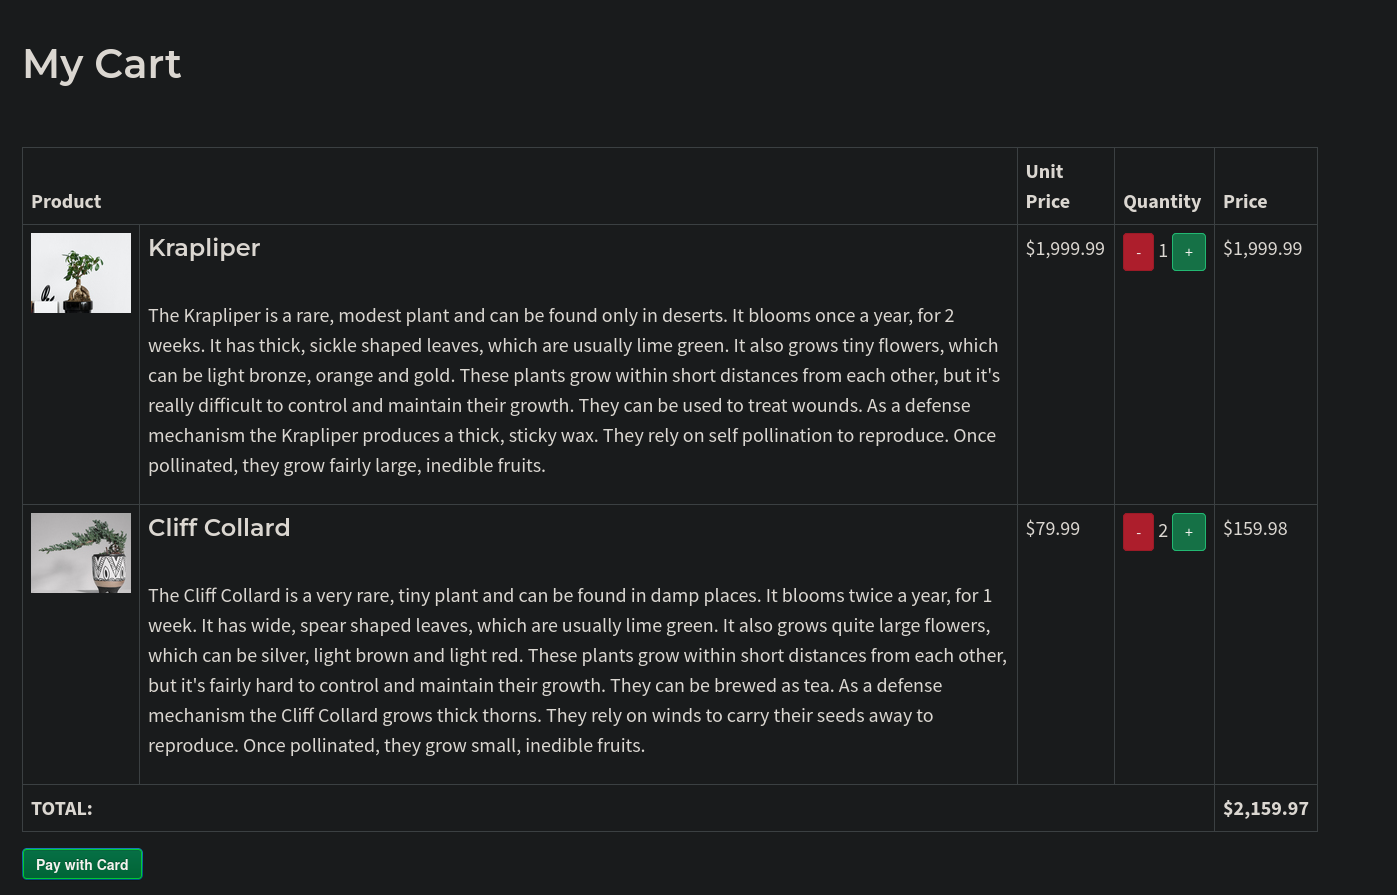 My Cart
Product
Unit
Price
Quantity
Price
Krapliper
$1,999.99
- 1 +
$1,999.99
The Krapliper is a rare, modest plant and can be found only in deserts. It blooms once a year, for 2
weeks. It has thick, sickle shaped leaves, which are usually lime green. It also grows tiny flowers, which
can be light bronze, orange and gold. These plants grow within short distances from each other, but it's
really difficult to control and maintain their growth. They can be used to treat wounds. As a defense
mechanism the Krapliper produces a thick, sticky wax. They rely on self pollination to reproduce. Once
pollinated, they grow fairly large, inedible fruits.
Cliff Collard
$79.99
- 2 +
$159.98
The Cliff Collard is a very rare, tiny plant and can be found in damp places. It blooms twice a year, for 1
week. It has wide, spear shaped leaves, which are usually lime green. It also grows quite large flowers,
which can be silver, light brown and light red. These plants grow within short distances from each other,
but it's fairly hard to control and maintain their growth. They can be brewed as tea. As a defense
mechanism the Cliff Collard grows thick thorns. They rely on winds to carry their seeds away to
reproduce. Once pollinated, they grow small, inedible fruits.
TOTAL:
$2,159.97
Pay with Card